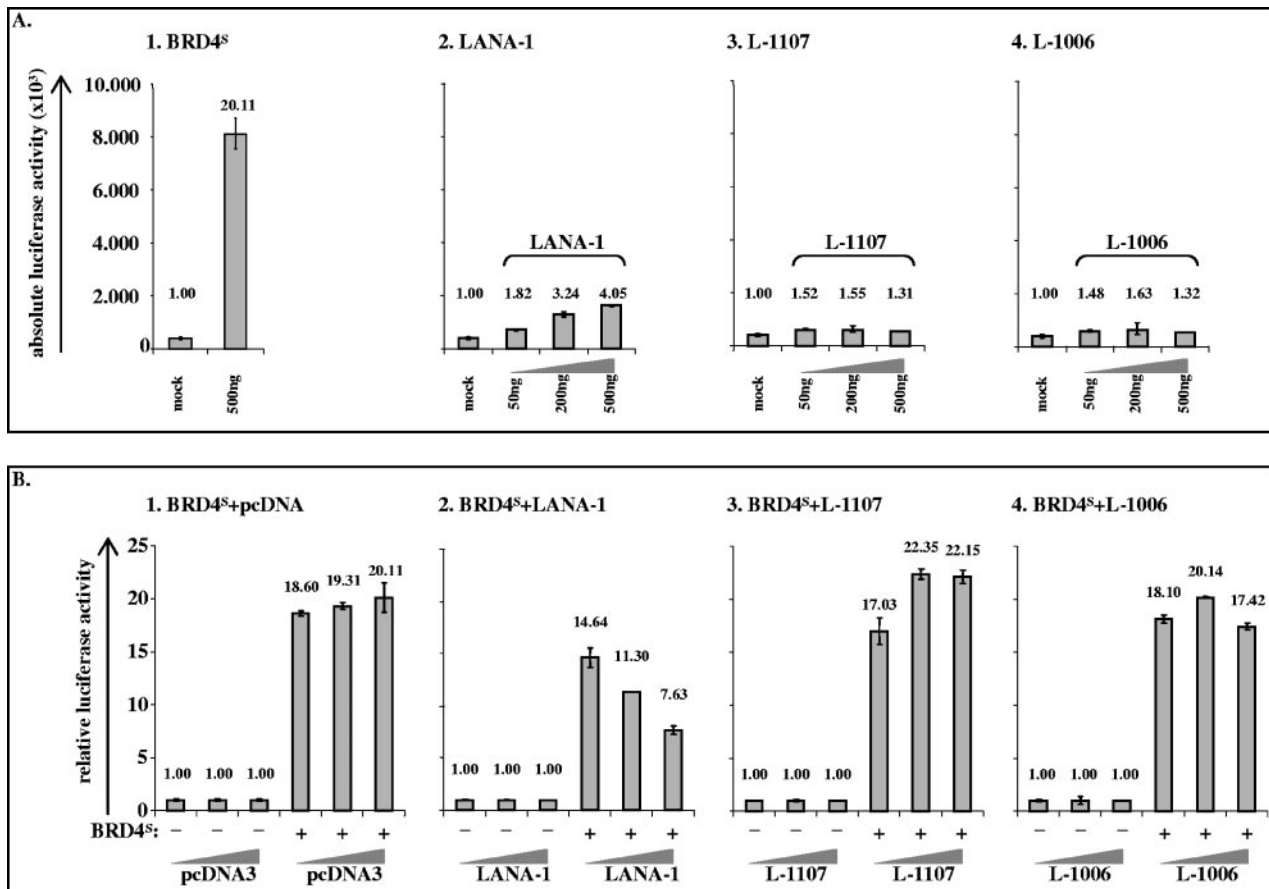 A.
1. BRD4S
2. LANA-1
3. L-1107
4. L-1006
absolute luciferase activity (x10³)
10.000
8.000
6.000
4.000
2.000
0
20.11
1.00
mock
500ng
LANA-1
1.00 1.82 3.24 4.05
mock
50ng
200ng
500ng
L-1107
1.00 1.52 1.55 1.31
mock
50ng
200ng
500ng
L-1006
1.00 1.48 1.63 1.32
mock
50ng
200ng
500ng
B.
1. BRD4S+pcDNA
2. BRD4S+LANA-1
3. BRD4S+L-1107
4. BRD4S+L-1006
relative luciferase activity
25
20
15
10
5
0
1.00 1.00 1.00 18.60 19.31 20.11
BRD4S: – – – + + +
pcDNA3 pcDNA3
1.00 1.00 1.00 14.64 11.30 7.63
– – – + + +
LANA-1 LANA-1
1.00 1.00 1.00 17.03 22.35 22.15
– – – + + +
L-1107 L-1107
1.00 1.00 1.00 18.10 20.14 17.42
– – – + + +
L-1006 L-1006